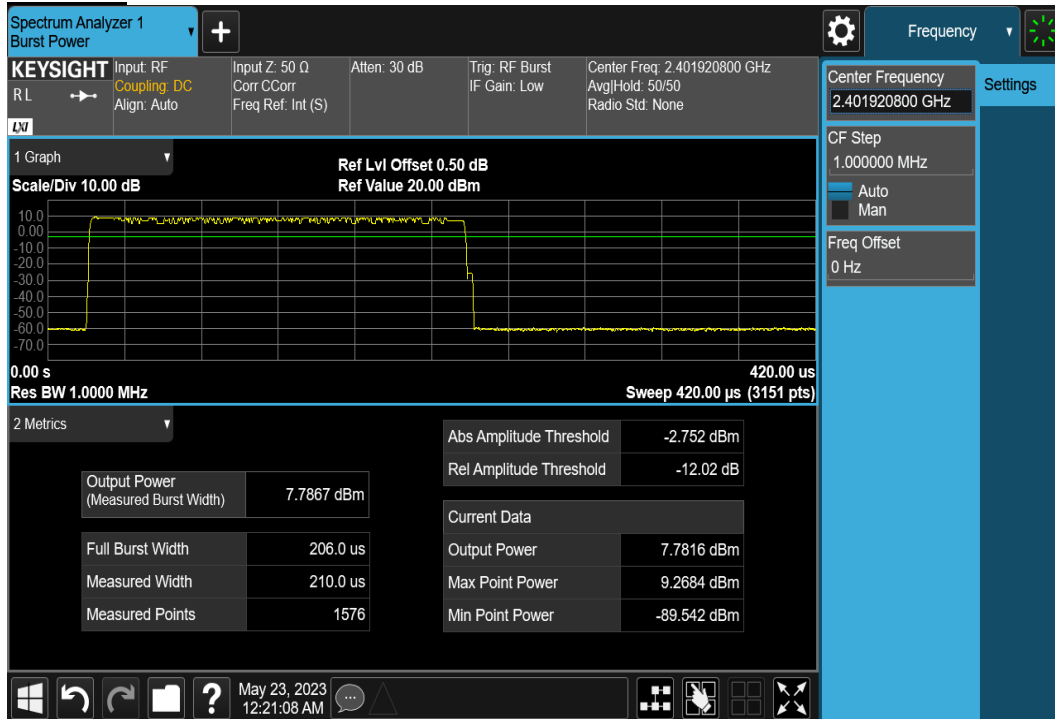 Spectrum Analyzer 1
Burst Power
Frequency
KEYSIGHT
R L
LXI
Input: RF
Coupling: DC
Align: Auto
Input Z: 50 Ω
Corr CCorr
Freq Ref: Int (S)
Atten: 30 dB
Trig: RF Burst
IF Gain: Low
Center Freq: 2.401920800 GHz
Avg|Hold: 50/50
Radio Std: None
Center Frequency
2.401920800 GHz
Settings
CF Step
1.000000 MHz
Auto
Man
Freq Offset
0 Hz
1 Graph
Scale/Div 10.00 dB
Ref Lvl Offset 0.50 dB
Ref Value 20.00 dBm
10.0
0.00
-10.0
-20.0
-30.0
-40.0
-50.0
-60.0
-70.0
0.00 s
420.00 us
Res BW 1.0000 MHz
Sweep 420.00 µs (3151 pts)
2 Metrics
Output Power
(Measured Burst Width)
7.7867 dBm
Full Burst Width 206.0 us
Measured Width 210.0 us
Measured Points 1576
Abs Amplitude Threshold -2.752 dBm
Rel Amplitude Threshold -12.02 dB
Current Data
Output Power 7.7816 dBm
Max Point Power 9.2684 dBm
Min Point Power -89.542 dBm
?
May 23, 2023
12:21:08 AM